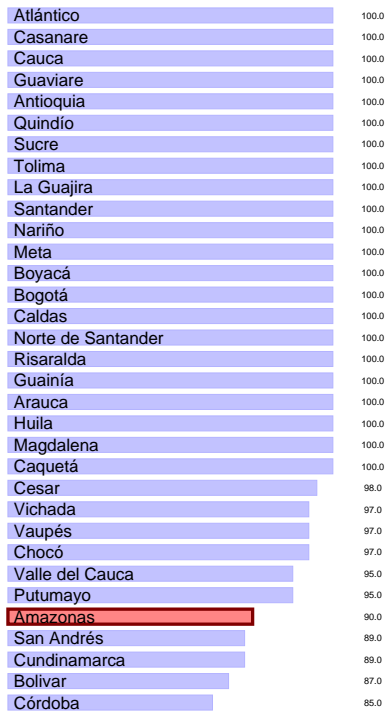 Atlántico 100.0
Casanare 100.0
Cauca 100.0
Guaviare 100.0
Antioquia 100.0
Quindío 100.0
Sucre 100.0
Tolima 100.0
La Guajira 100.0
Santander 100.0
Nariño 100.0
Meta 100.0
Boyacá 100.0
Bogotá 100.0
Caldas 100.0
Norte de Santander 100.0
Risaralda 100.0
Guainía 100.0
Arauca 100.0
Huila 100.0
Magdalena 100.0
Caquetá 100.0
Cesar 98.0
Vichada 97.0
Vaupés 97.0
Chocó 97.0
Valle del Cauca 95.0
Putumayo 95.0
Amazonas 90.0
San Andrés 89.0
Cundinamarca 89.0
Bolivar 87.0
Córdoba 85.0